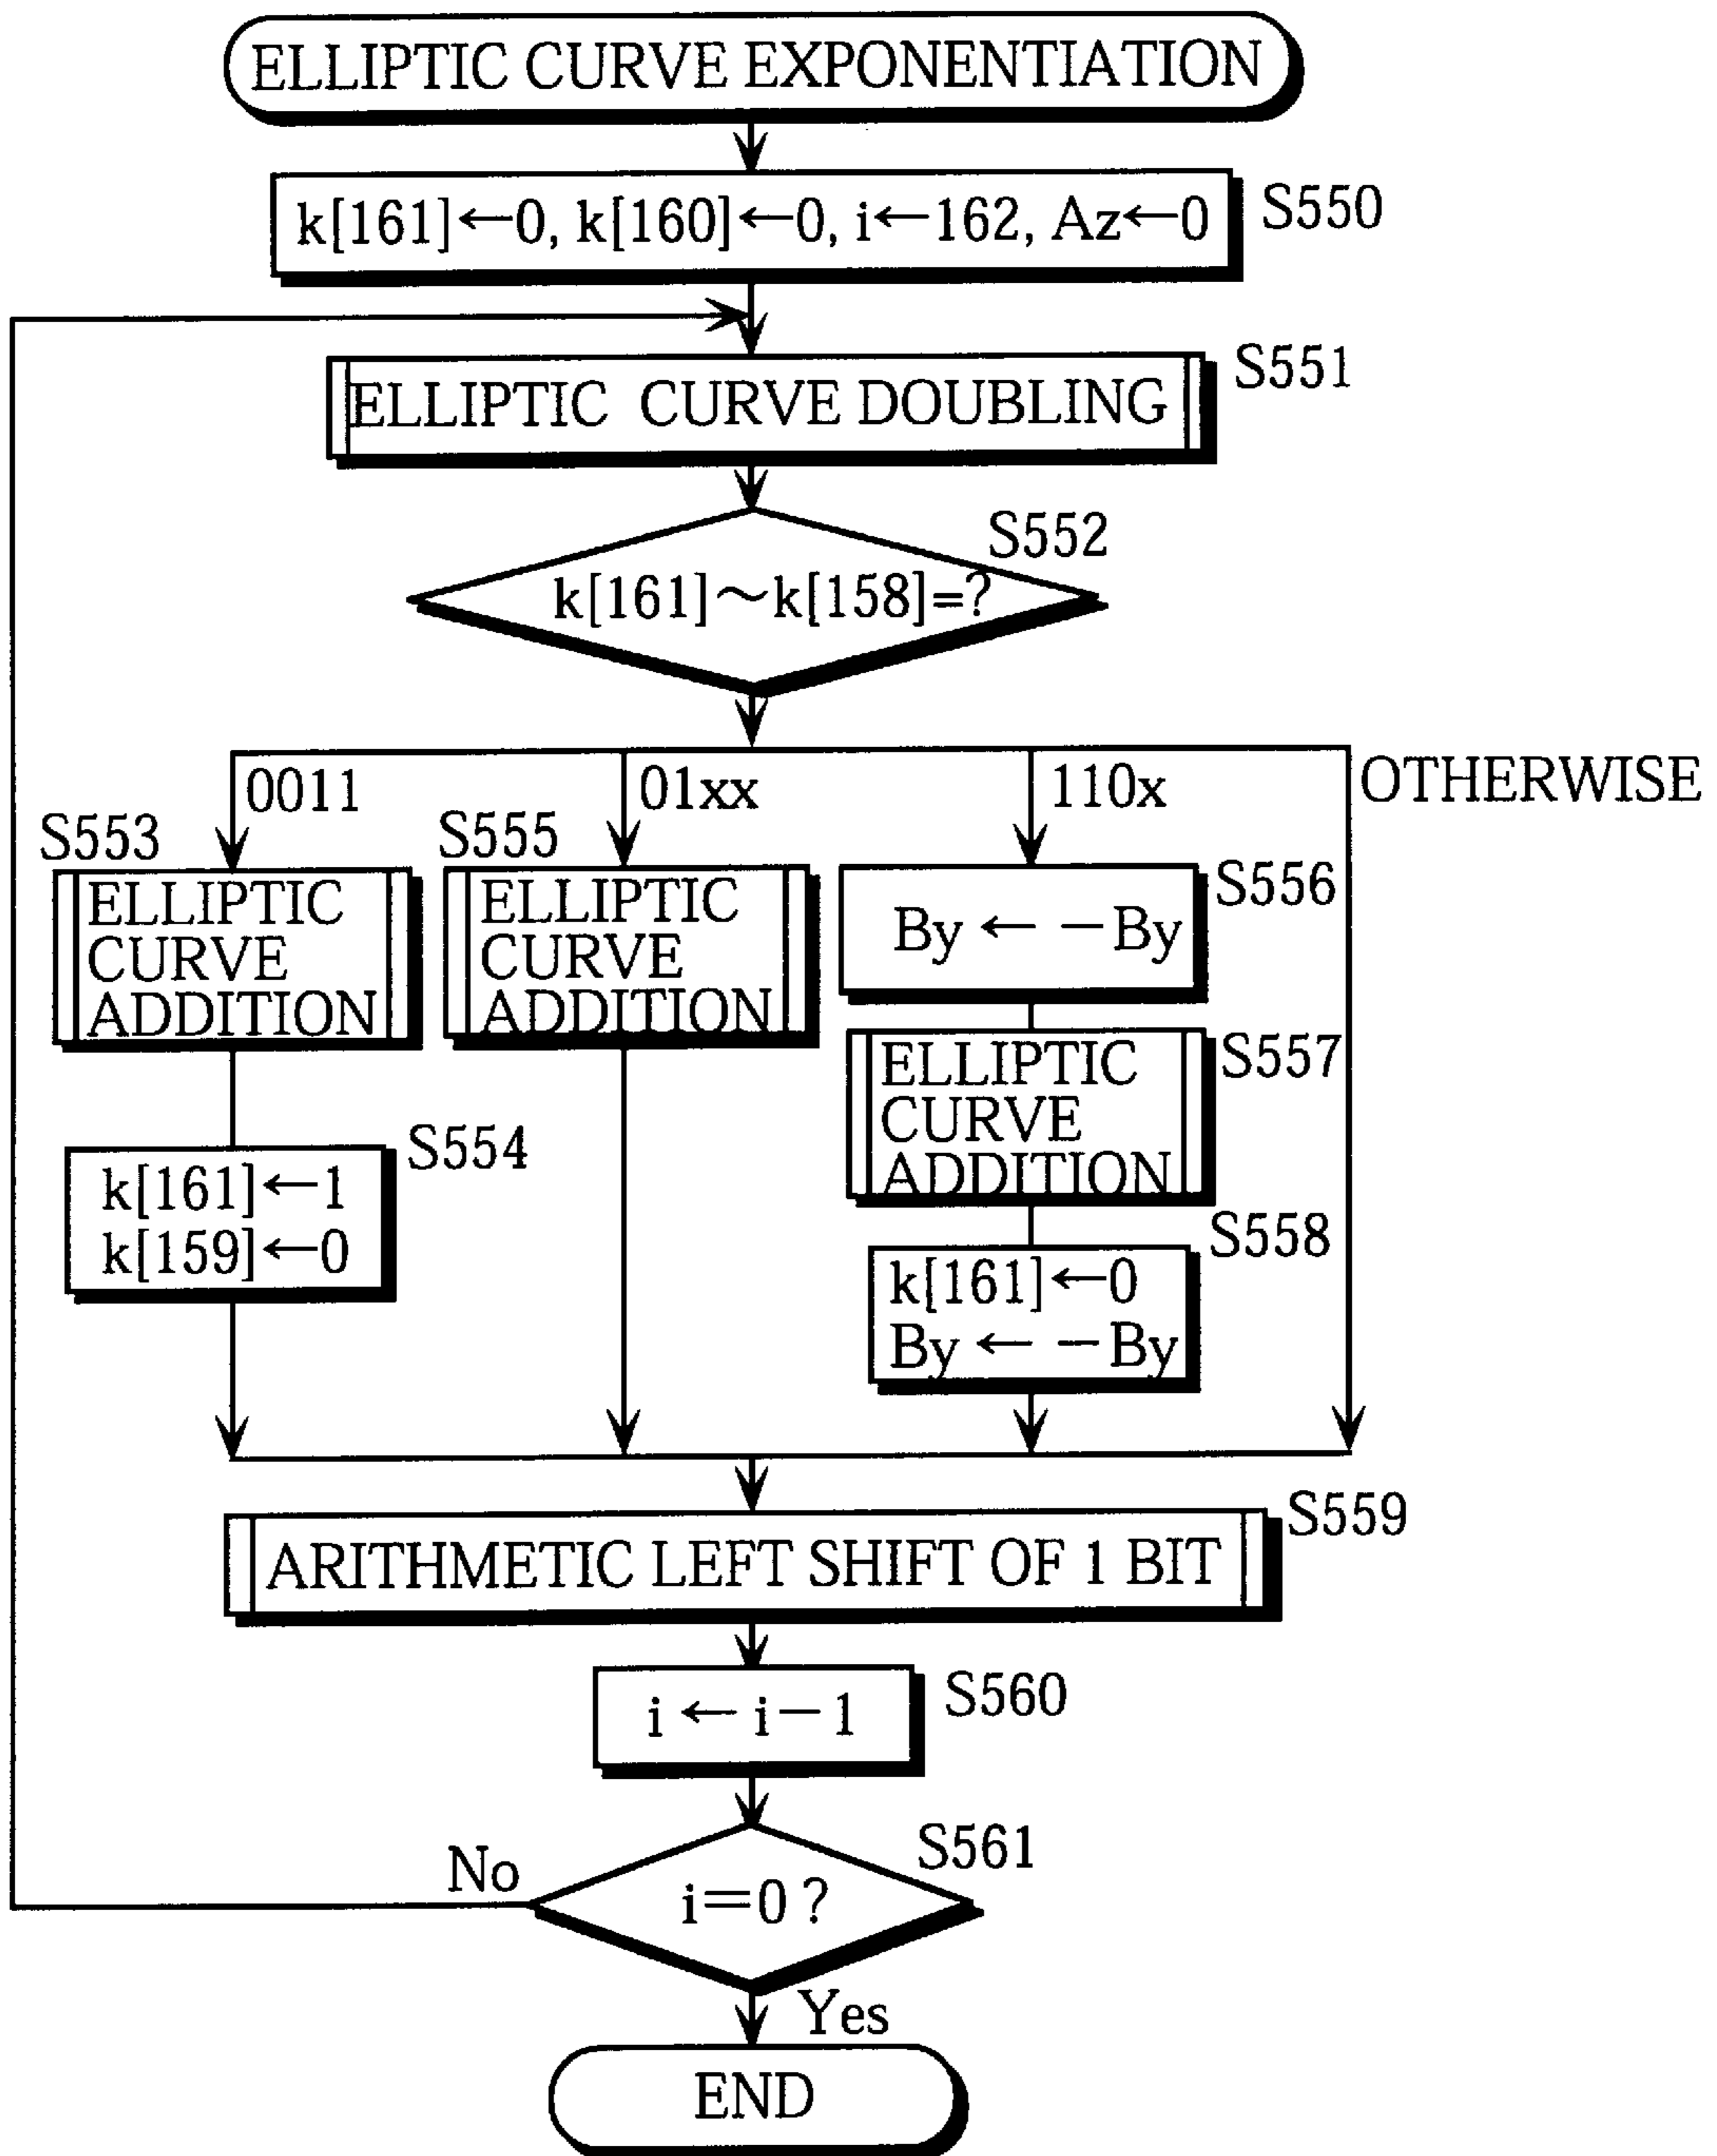 ELLIPTIC CURVE EXPONENTIATION
k[161]←0, k[160]←0, i←162, Az←0
S550
ELLIPTIC CURVE DOUBLING
S551
S552
k[161]~k[158]=?
0011
01xx
110x
OTHERWISE
S553
ELLIPTIC
CURVE
ADDITION
S554
k[161]←1
k[159]←0
S555
ELLIPTIC
CURVE
ADDITION
S556
By ← −By
S557
ELLIPTIC
CURVE
ADDITION
S558
k[161]←0
By ← −By
S559
ARITHMETIC LEFT SHIFT OF 1 BIT
S560
i ← i−1
S561
i=0 ?
No
Yes
END